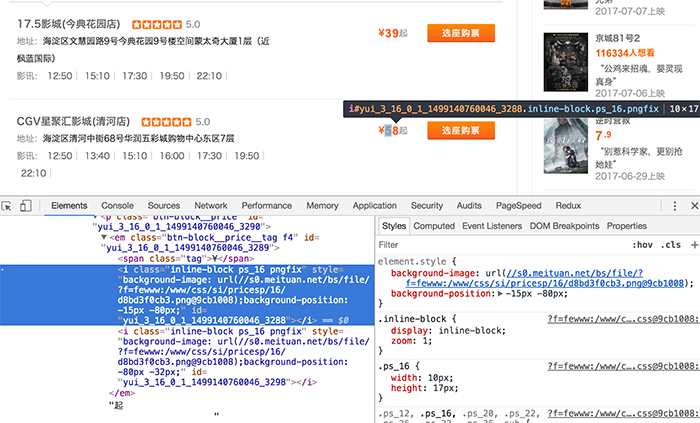 17.5影城(今典花园店) 5.0
¥39起 选座购票
地址： 海淀区文慧园路9号今典花园9号楼空间蒙太奇大厦1层（近
枫蓝国际）
影讯： 12:50 15:10 17:30 19:50 22:10
CGV星聚汇影城(清河店) 5.0
¥58起 选座购票
地址： 海淀区清河中街68号华润五彩城购物中心东区7层
影讯： 12:50 13:40 15:10 16:00 17:30 19:50
22:10
2017-07-07上映
京城81号2
116334人想看
“公鸡来招魂，婴灵现
真身”
2017-07-06上映
i#yui_3_16_0_1_1499140760046_3288.inline-block.ps_16.pngfix 10×17
逆时营救
7.9
“别惹科学家，更别抢
她娃”
2017-06-29上映
Elements Console Sources Network Performance Memory Application Security Audits PageSpeed Redux
▼<p class="btn-block__price" id=
"yui_3_16_0_1_1499140760046_3290">
▼<em class="btn-block__price__tag f4" id=
"yui_3_16_0_1_1499140760046_3289">
<span class="tag">¥</span>
<i class="inline-block ps_16 pngfix" style=
"background-image: url(//s0.meituan.net/bs/file/
?f=fewww:/www/css/si/pricesp/16/
d8bd3f0cb3.png@9cb1008);background-position:
-15px -80px;" id=
"yui_3_16_0_1_1499140760046_3288"></i> == $0
<i class="inline-block ps_16 pngfix" style=
"background-image: url(//s0.meituan.net/bs/file/
?f=fewww:/www/css/si/pricesp/16/
d8bd3f0cb3.png@9cb1008);background-position:
-80px -32px;" id=
"yui_3_16_0_1_1499140760046_3298"></i>
</em>
"起
"
Styles Computed Event Listeners DOM Breakpoints Properties
Filter :hov .cls +
element.style {
background-image: url(//s0.meituan.net/bs/file/?
f=fewww:/www/css/si/pricesp/16/d8bd3f0cb3.png@9cb1008);
background-position:▶ -15px -80px;
}
.inline-block { ?f=fewww:/www/c….css@9cb1008:
display: inline-block;
zoom: 1;
}
.ps_16 { ?f=fewww:/www/c….css@9cb1008:
width: 10px;
height: 17px;
}
.ps_12, .ps_16, .ps_20, .ps_22, ?f=fewww:/www/c….css@9cb1008: